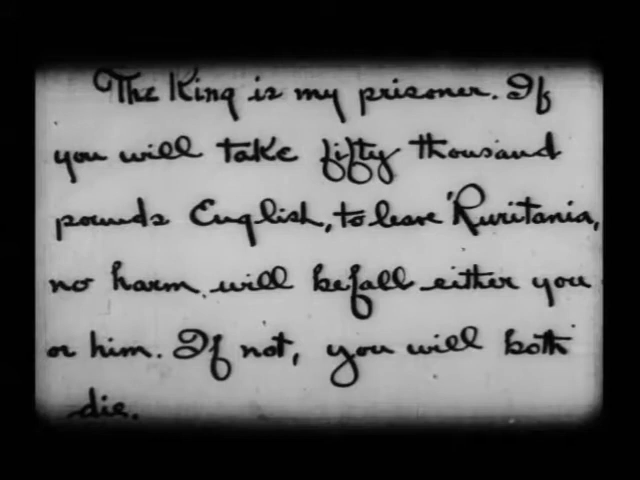 The King is my prisoner. If
you will take fifty thousand
pounds English, to leave Ruritania,
no harm will befall either you
or him. If not, you will both
die.